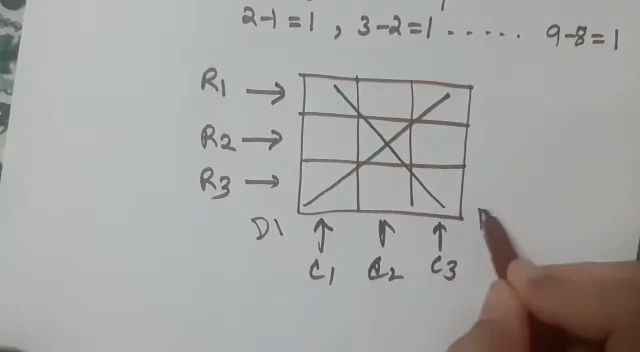 2-1=1 , 3-2=1 ...... 9-8=1
R1 →
R2 →
R3 →
D1
↑ ↑ ↑
C1 C2 C3